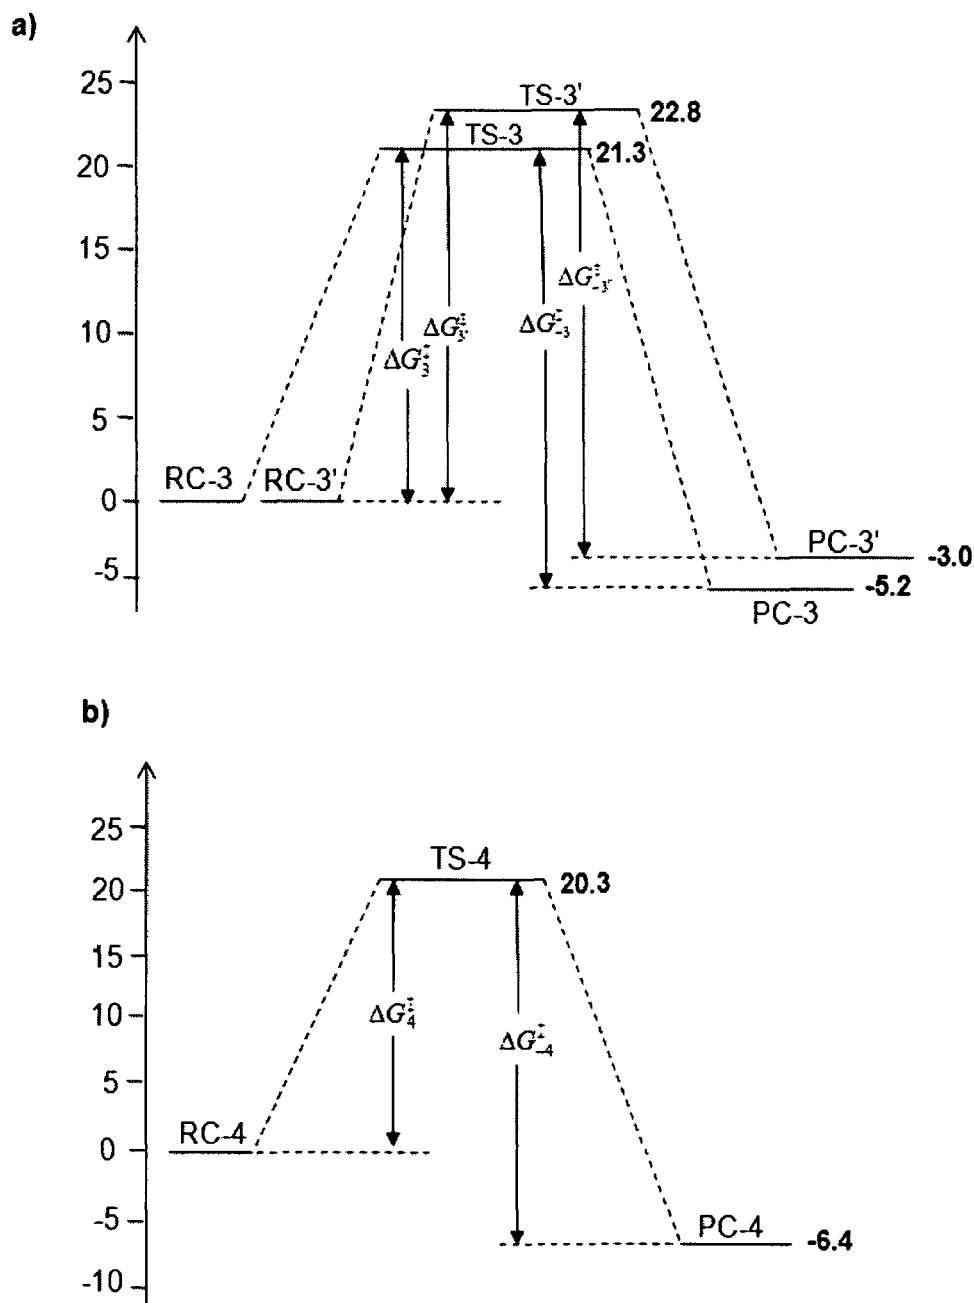 a)
25
TS-3'
22.8
TS-3
21.3
20
15
ΔG‡-3'
10
ΔG‡3'
ΔG‡-3
ΔG‡3
5
RC-3
RC-3'
0
PC-3'
-3.0
-5
-5.2
PC-3
b)
25
TS-4
20.3
20
15
10
ΔG‡4
ΔG‡-4
5
RC-4
0
-5
PC-4
-6.4
-10